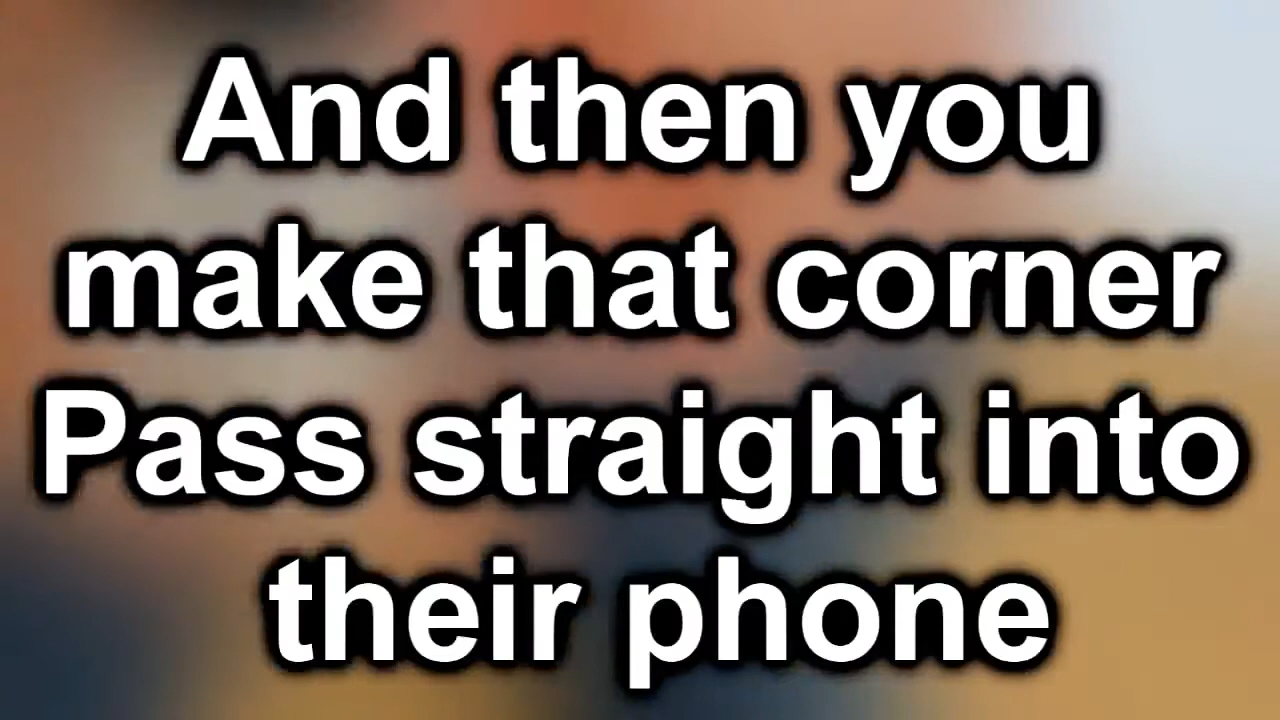 And then you
make that corner
Pass straight into
their phone